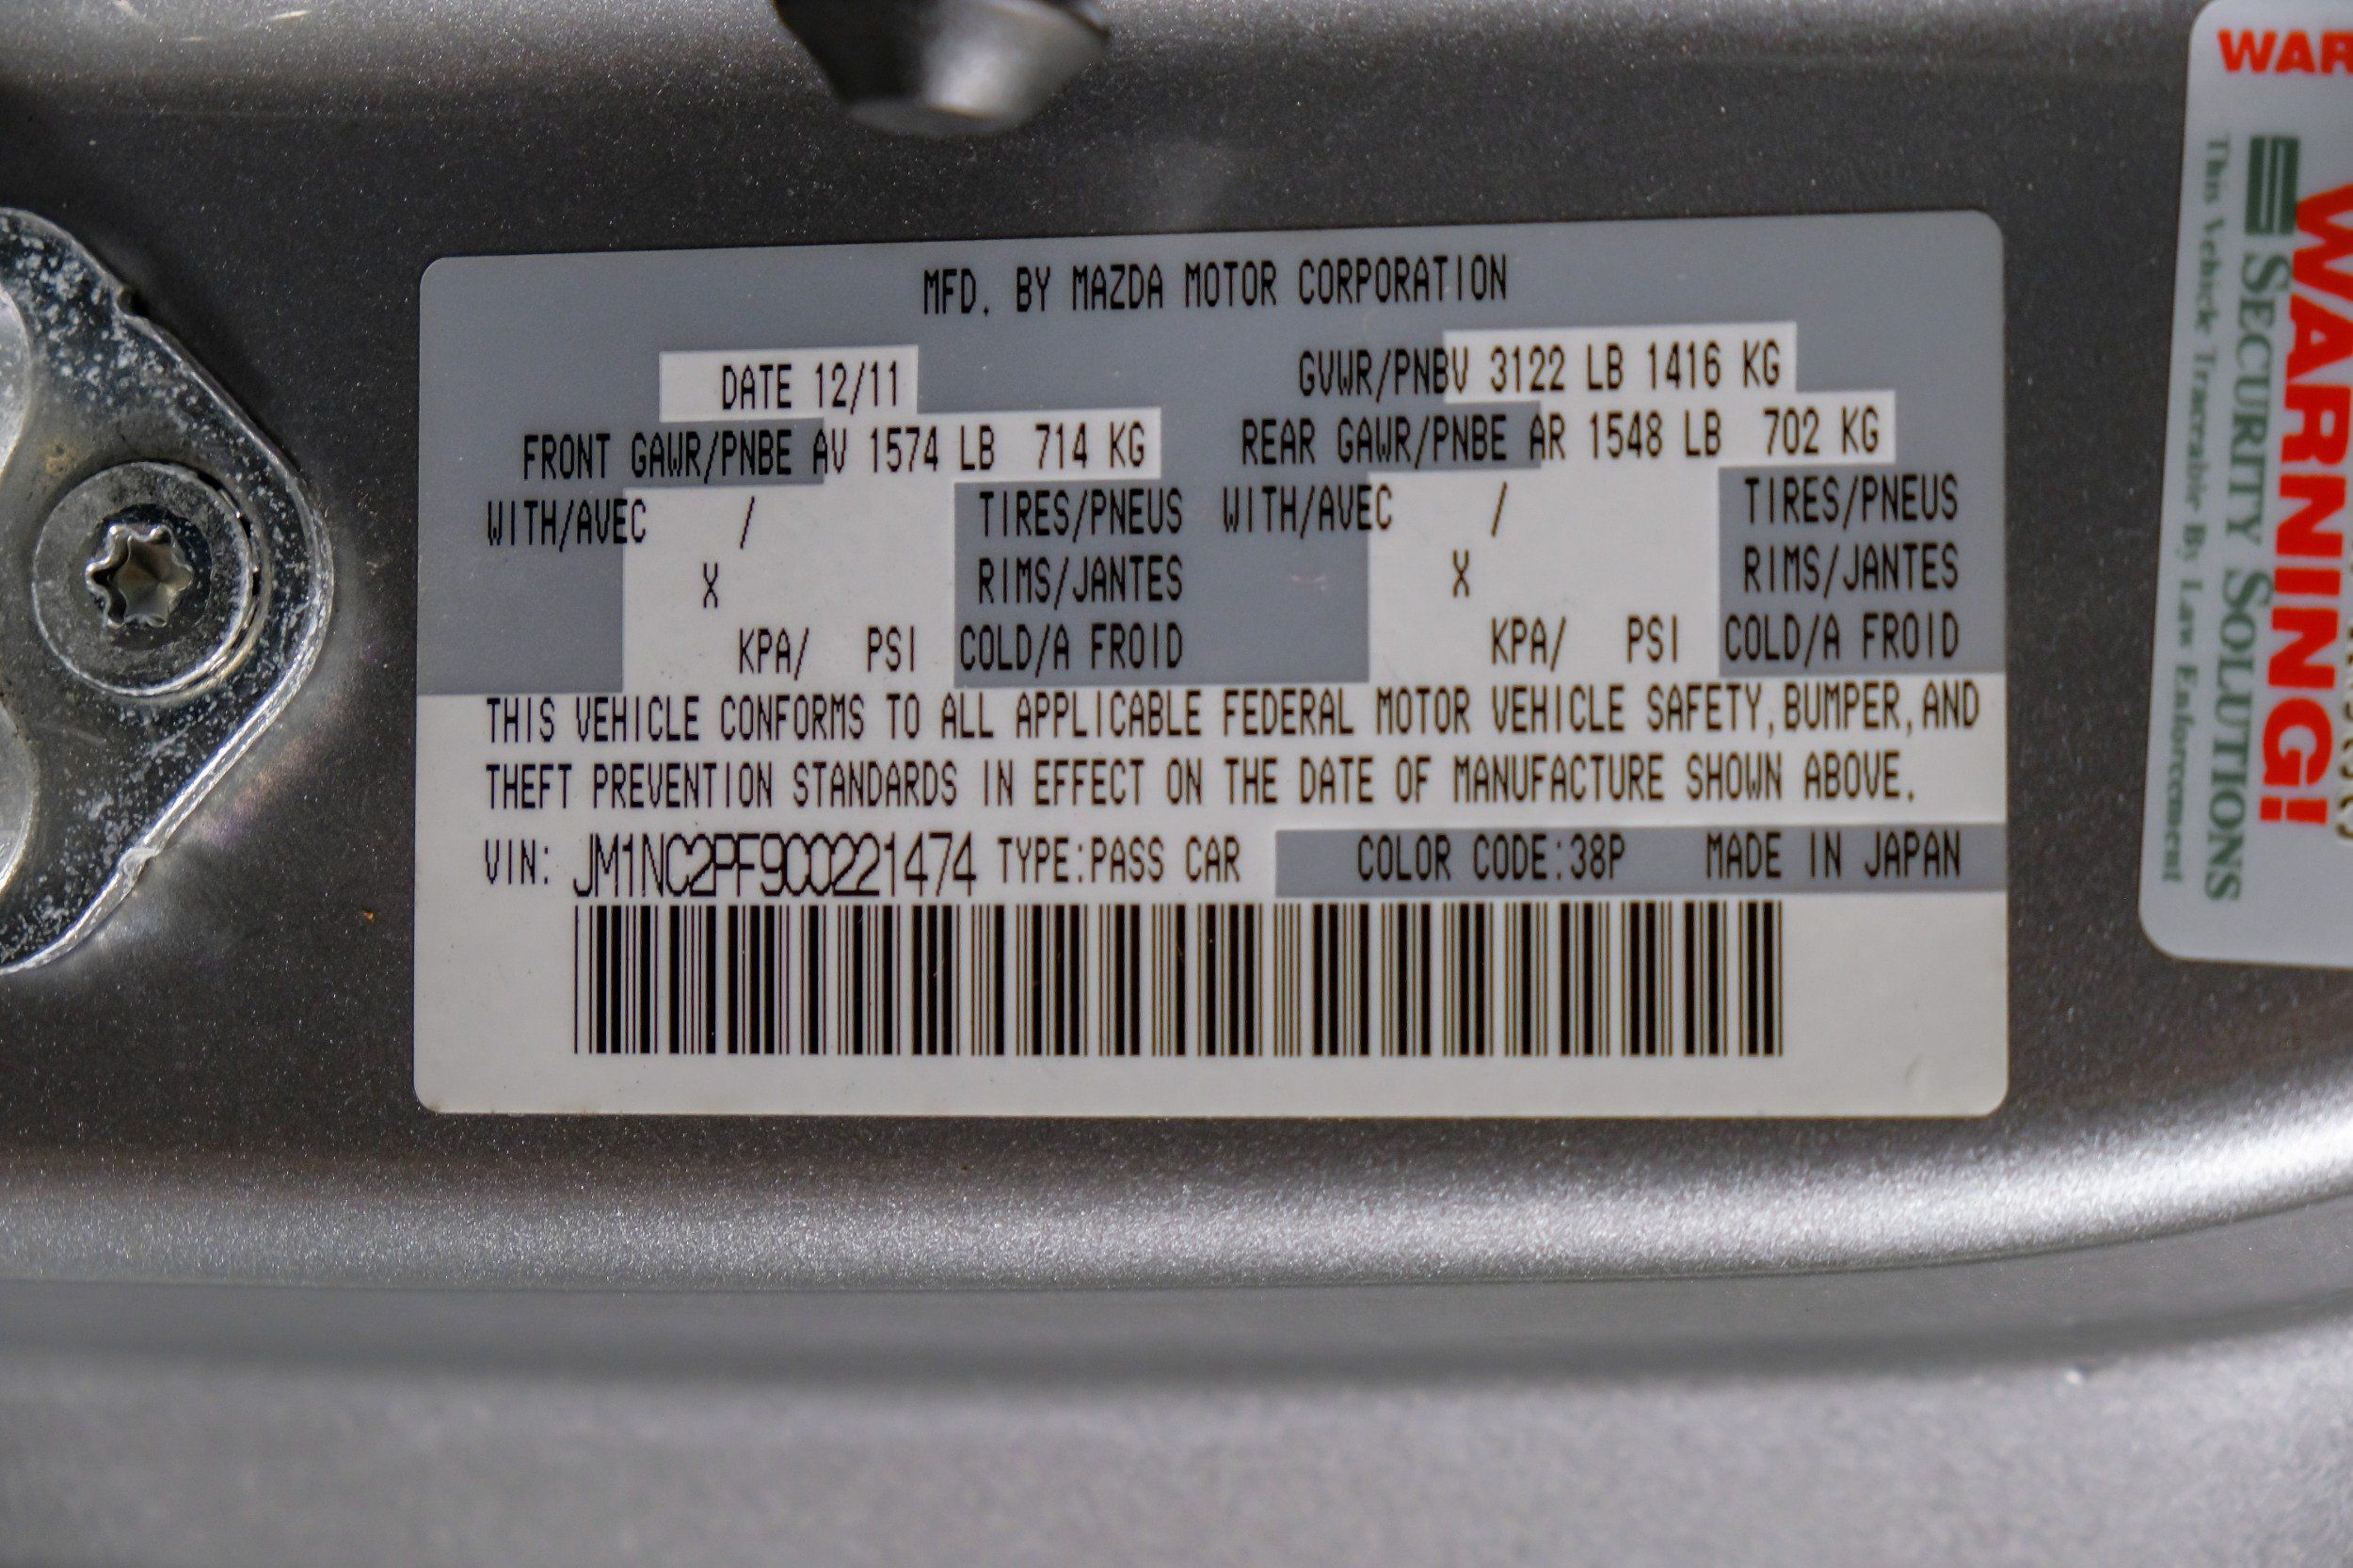 MFD. BY MAZDA MOTOR CORPORATION
DATE 12/11 GVWR/PNBV 3122 LB 1416 KG
FRONT GAWR/PNBE AV 1574 LB 714 KG REAR GAWR/PNBE AR 1548 LB 702 KG
WITH/AVEC / TIRES/PNEUS WITH/AVEC / TIRES/PNEUS
X RIMS/JANTES X RIMS/JANTES
KPA/ PSI COLD/A FROID KPA/ PSI COLD/A FROID
THIS VEHICLE CONFORMS TO ALL APPLICABLE FEDERAL MOTOR VEHICLE SAFETY, BUMPER, AND
THEFT PREVENTION STANDARDS IN EFFECT ON THE DATE OF MANUFACTURE SHOWN ABOVE.
VIN: JM1NC2PF9C0221474 TYPE:PASS CAR COLOR CODE:38P MADE IN JAPAN
WAR
WARNING!
SECURITY SOLUTIONS
This Vehicle Traceable By Law Enforcement